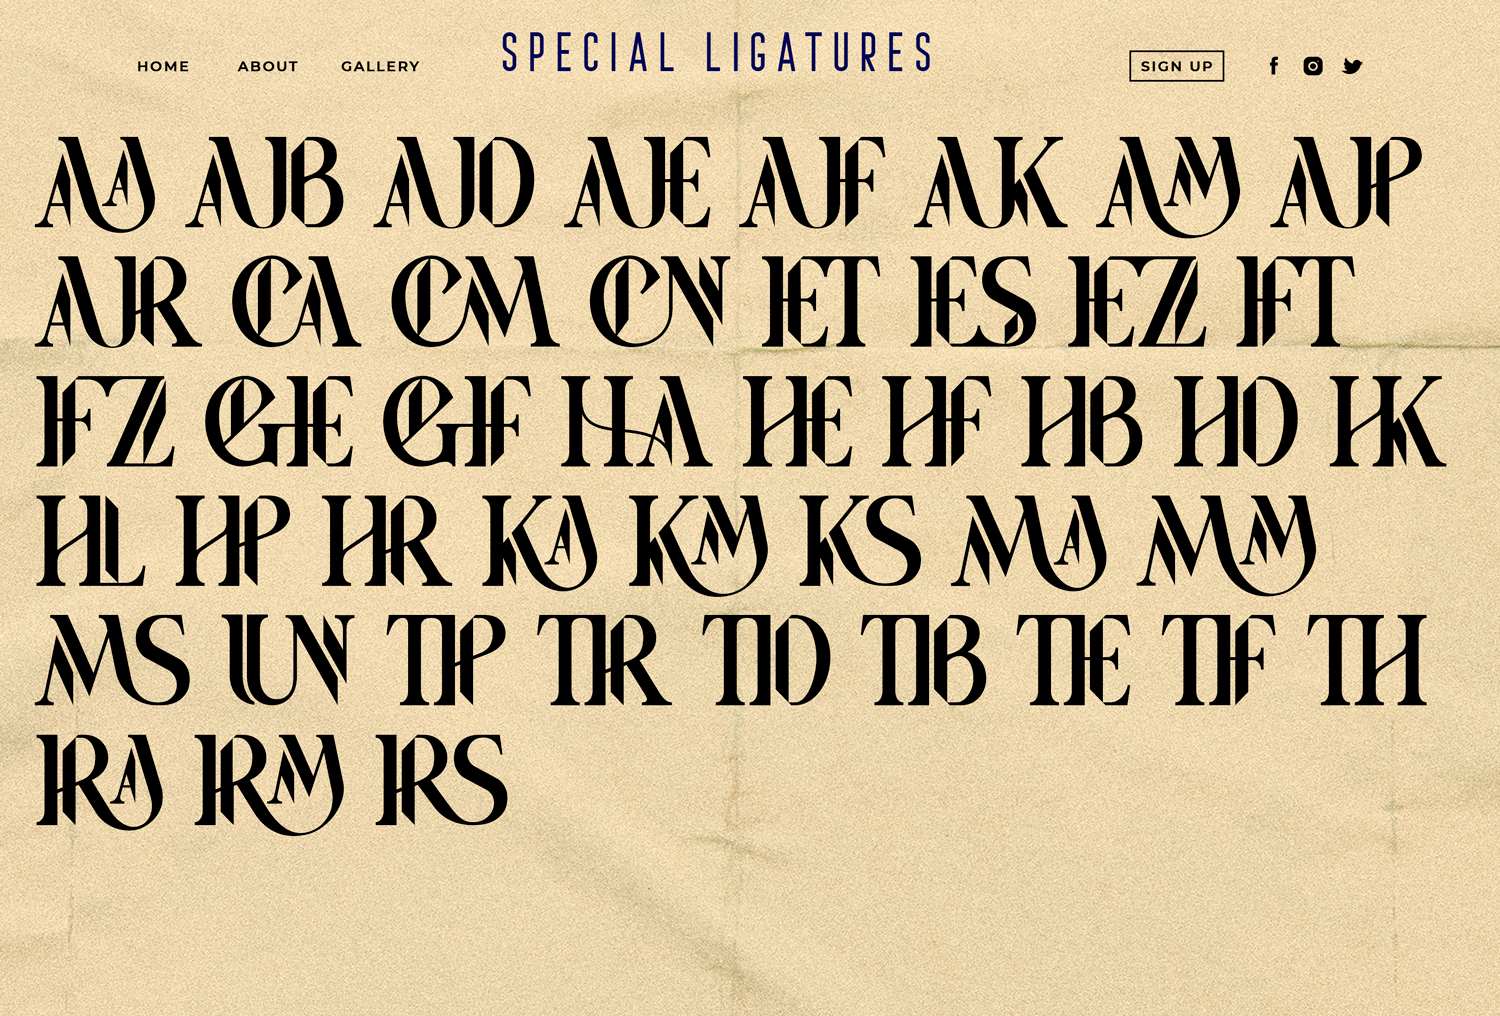 SPECIAL LIGATURES
HOME ABOUT GALLERY SIGN UP
AA AB AD AE AF AK AM AP
AR CA CM CN ET ES EZ FT
FZ GE GF HA HE HF HB HD HK
HL HP HR KA KM KS MA MM
MS UN TP TR TD TB TE TF TH
RA RM RS